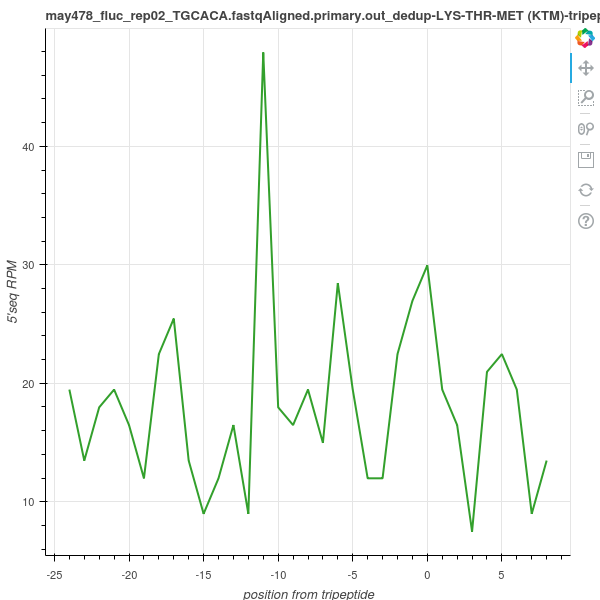 may478_fluc_rep02_TGCACA.fastqAligned.primary.out_dedup-LYS-THR-MET (KTM)-tripep
40
30
20
10
5'seq RPM
-25 -20 -15 -10 -5 0 5
position from tripeptide